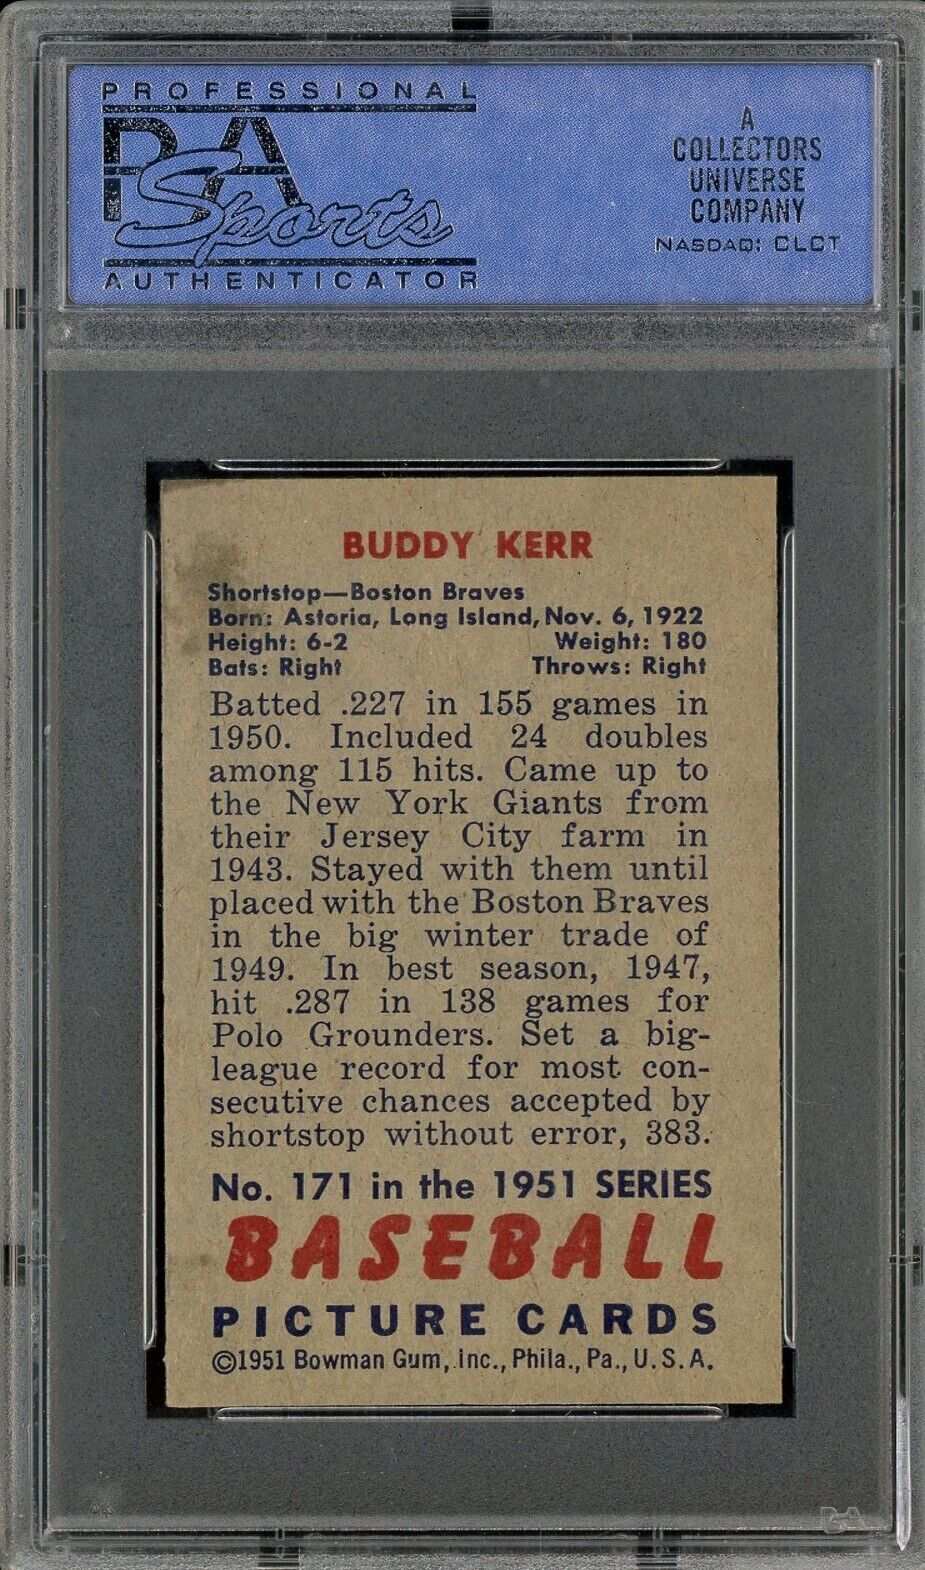 PROFESSIONAL
PSA
Sports
AUTHENTICATOR
A
COLLECTORS
UNIVERSE
COMPANY
NASDAQ: CLCT
BUDDY KERR
Shortstop—Boston Braves
Born: Astoria, Long Island, Nov. 6, 1922
Height: 6-2 Weight: 180
Bats: Right Throws: Right
Batted .227 in 155 games in
1950. Included 24 doubles
among 115 hits. Came up to
the New York Giants from
their Jersey City farm in
1943. Stayed with them until
placed with the Boston Braves
in the big winter trade of
1949. In best season, 1947,
hit .287 in 138 games for
Polo Grounders. Set a big-
league record for most con-
secutive chances accepted by
shortstop without error, 383.
No. 171 in the 1951 SERIES
BASEBALL
PICTURE CARDS
©1951 Bowman Gum, Inc., Phila., Pa., U.S.A.
PSA